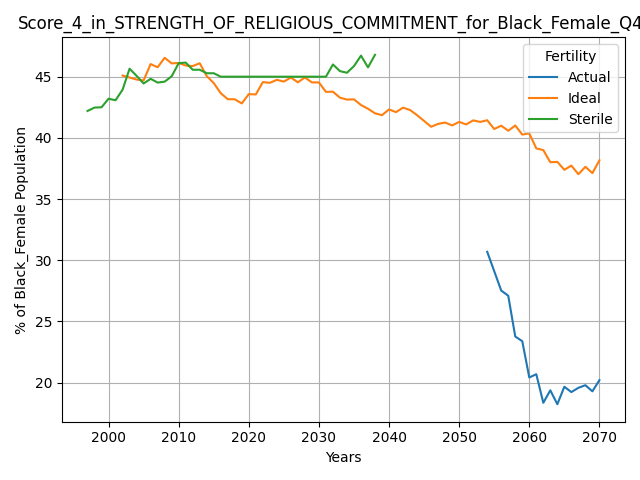 Score_4_in_STRENGTH_OF_RELIGIOUS_COMMITMENT_for_Black_Female_Q4
Fertility
Actual
Ideal
Sterile
% of Black_Female Population
45
40
35
30
25
20
2000 2010 2020 2030 2040 2050 2060 2070
Years